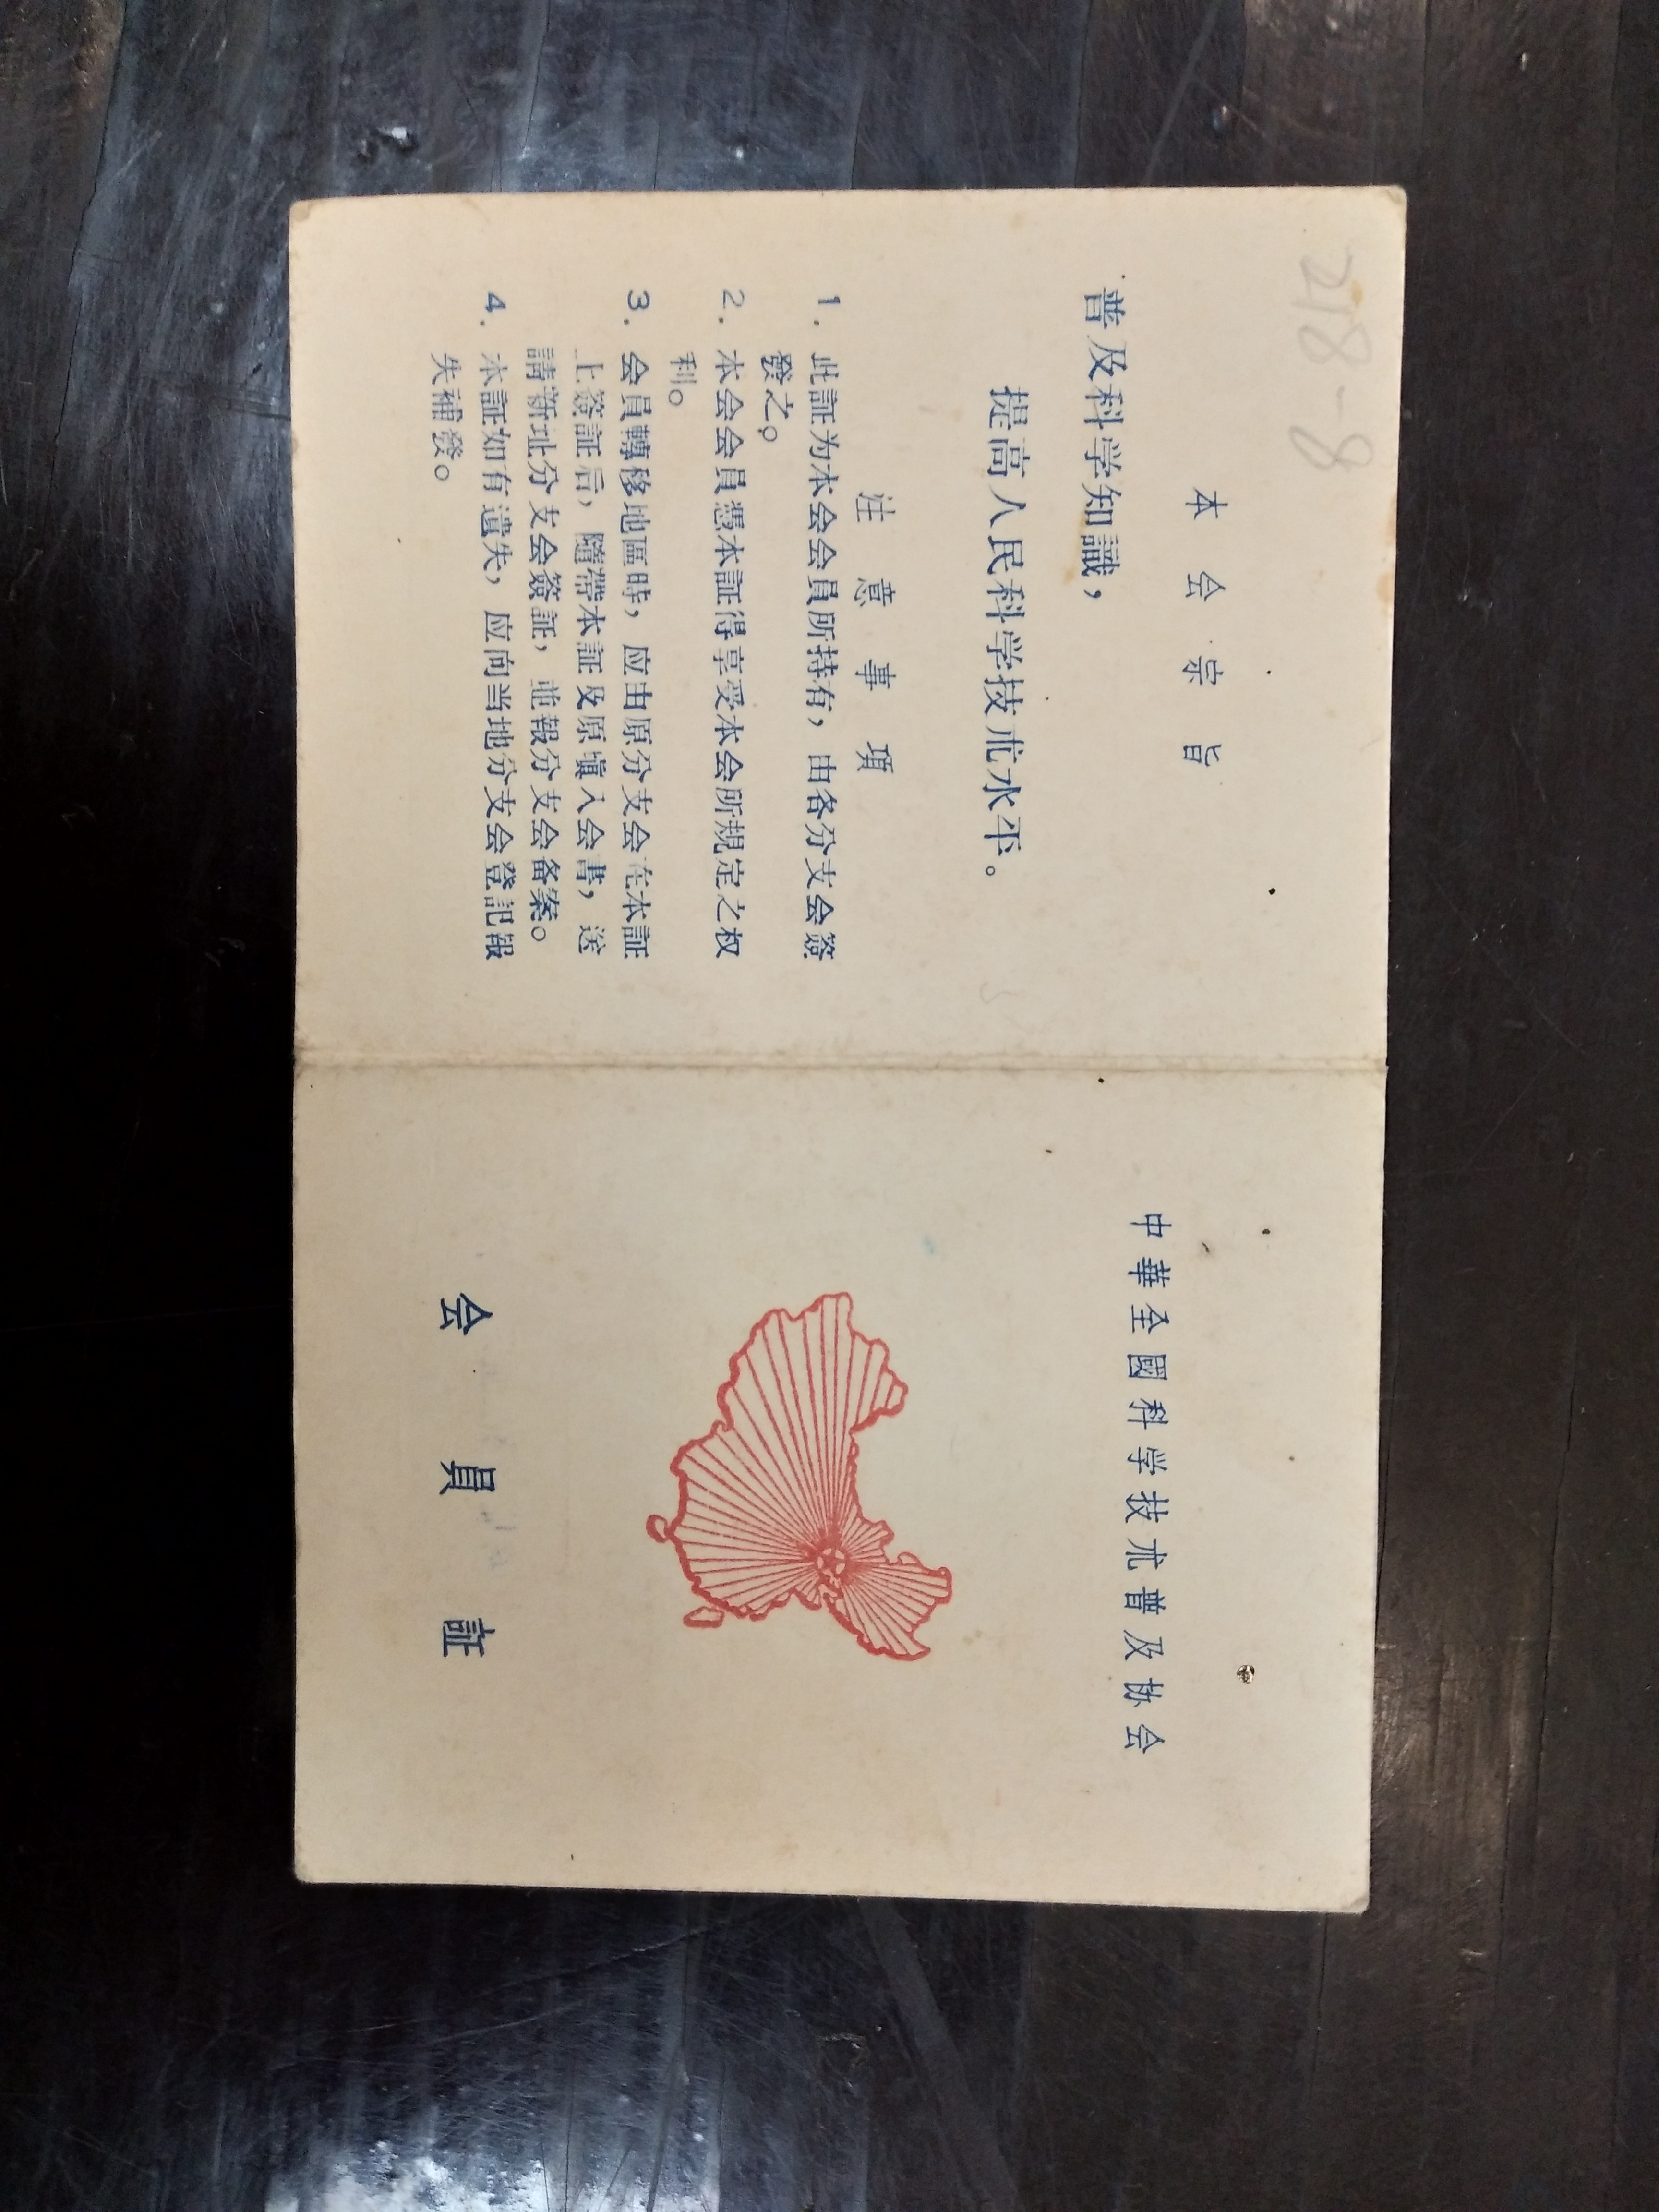 218-8
本会宗旨
普及科学知識，
提高人民科学技朮水平。
注意事項
1. 此証为本会会員所持有，由各分支会簽
發之。
2. 本会会員憑本証得享受本会所規定之权
利。
3. 会員轉移地區時，应由原分支会在本証
上簽証后，隨帶本証及原塡入会書，送
請新址分支会簽証，並報分支会备案。
4. 本証如有遺失，应向当地分支会登記報
失補發。
中華全國科学技朮普及协会
会員証